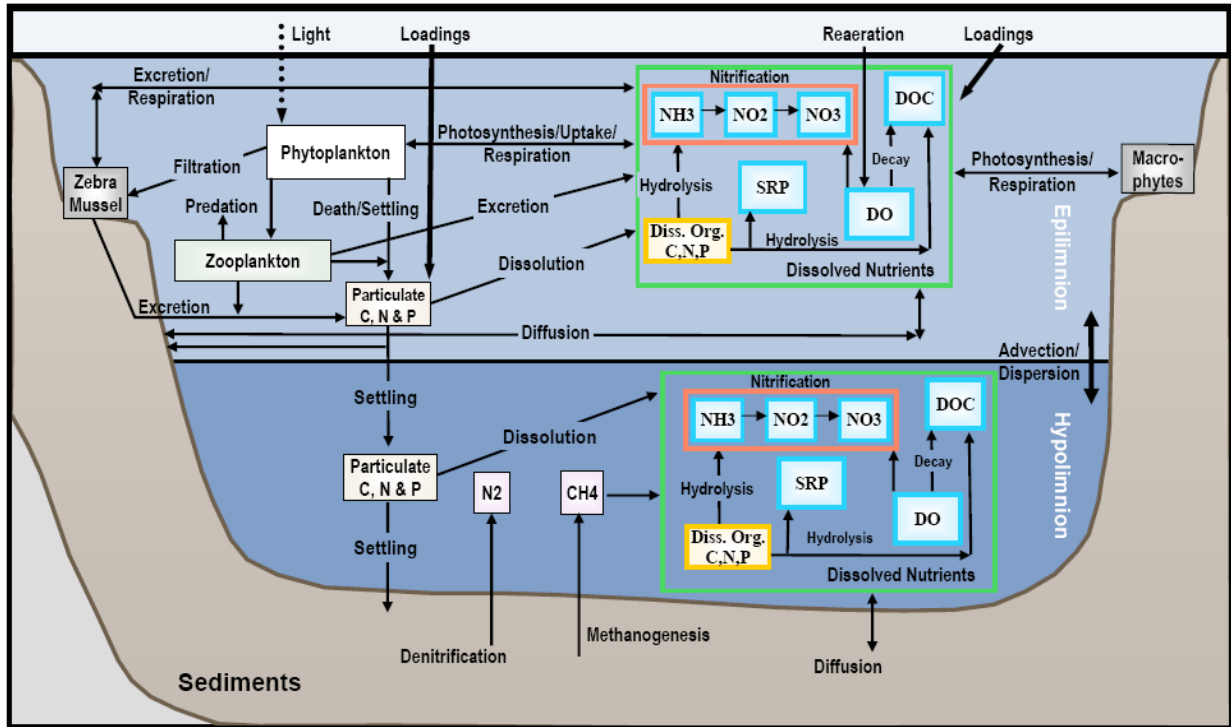 Light
Loadings
Reaeration
Loadings
Excretion/
Respiration
Nitrification
NH3
NO2
NO3
DOC
Phytoplankton
Photosynthesis/Uptake/
Respiration
Filtration
Zebra
Mussel
Predation
Death/Settling
Excretion
Hydrolysis
SRP
Decay
DO
Photosynthesis/
Respiration
Macro-
phytes
Zooplankton
Diss. Org.
C,N,P
Hydrolysis
Dissolved Nutrients
Dissolution
Particulate
C, N & P
Excretion
Diffusion
Epilimnion
Advection/
Dispersion
Hypolimnion
Settling
Dissolution
Nitrification
NH3
NO2
NO3
DOC
Particulate
C, N & P
N2
CH4
Hydrolysis
SRP
Decay
DO
Diss. Org.
C,N,P
Hydrolysis
Dissolved Nutrients
Settling
Denitrification
Methanogenesis
Diffusion
Sediments